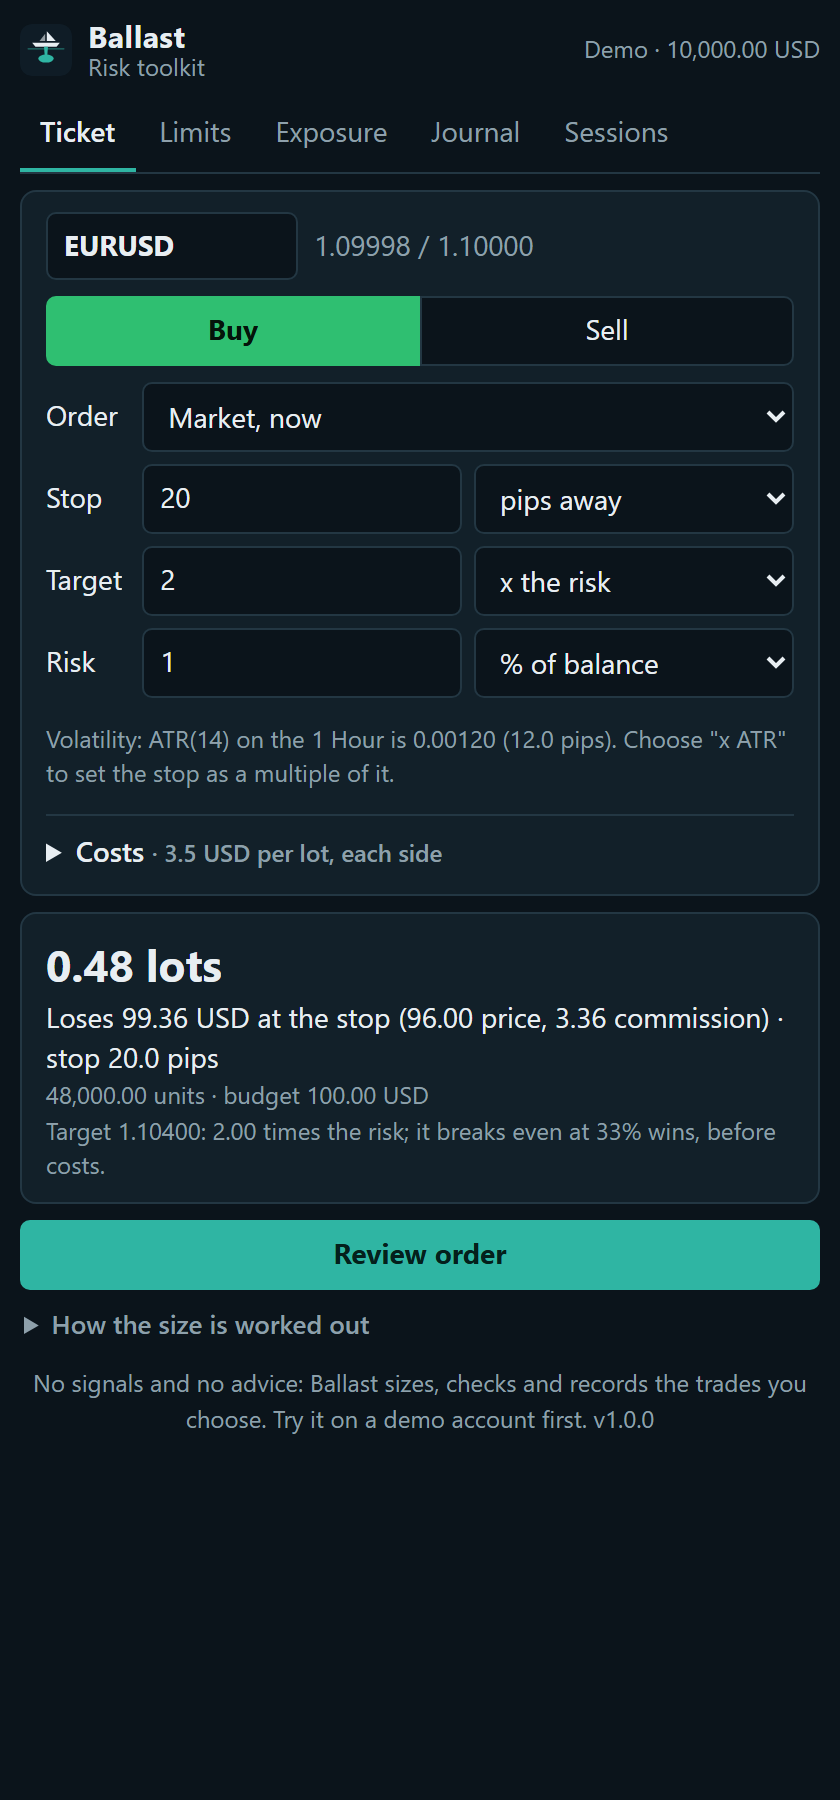 Ballast
Risk toolkit
Demo · 10,000.00 USD
Ticket Limits Exposure Journal Sessions
EURUSD 1.09998 / 1.10000
Buy Sell
Order Market, now
Stop 20 pips away
Target 2 x the risk
Risk 1 % of balance
Volatility: ATR(14) on the 1 Hour is 0.00120 (12.0 pips). Choose "x ATR"
to set the stop as a multiple of it.
Costs · 3.5 USD per lot, each side
0.48 lots
Loses 99.36 USD at the stop (96.00 price, 3.36 commission) ·
stop 20.0 pips
48,000.00 units · budget 100.00 USD
Target 1.10400: 2.00 times the risk; it breaks even at 33% wins, before
costs.
Review order
How the size is worked out
No signals and no advice: Ballast sizes, checks and records the trades you
choose. Try it on a demo account first. v1.0.0